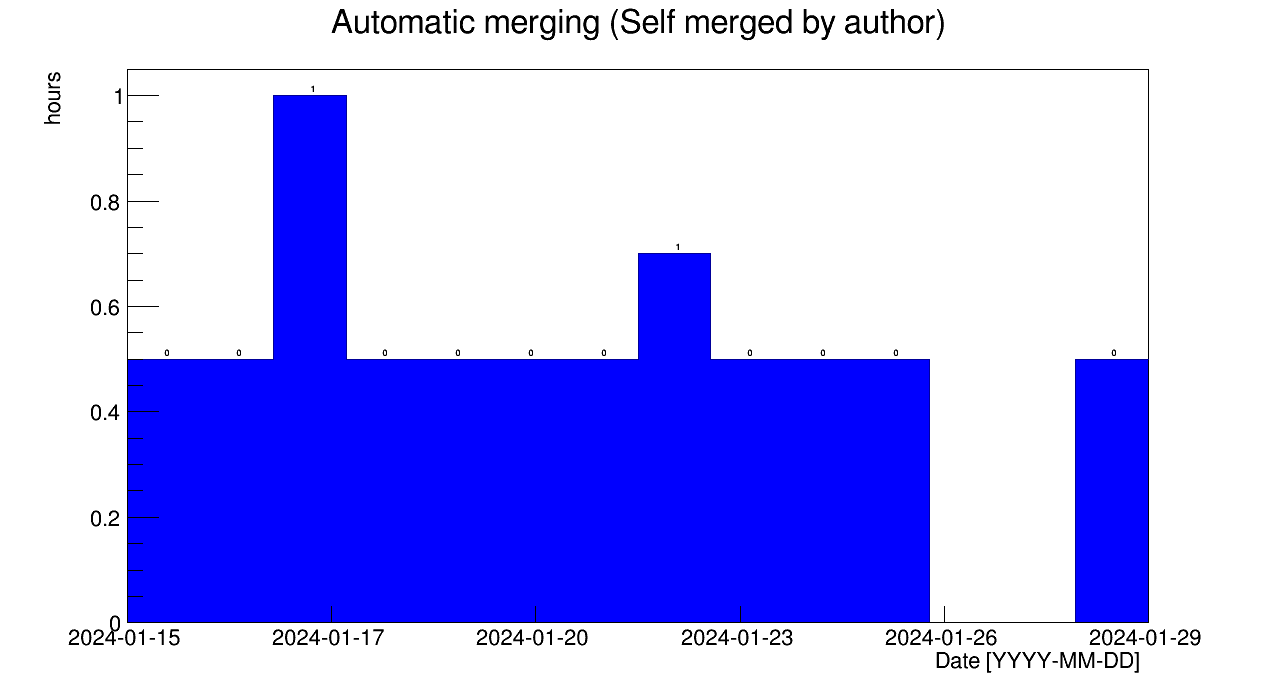 Automatic merging (Self merged by author)
hours
1
0.8
0.6
0.4
0.2
0
1
1
0 0 0 0 0 0 0 0 0 0
2024-01-15 2024-01-17 2024-01-20 2024-01-23 2024-01-26 2024-01-29
Date [YYYY-MM-DD]